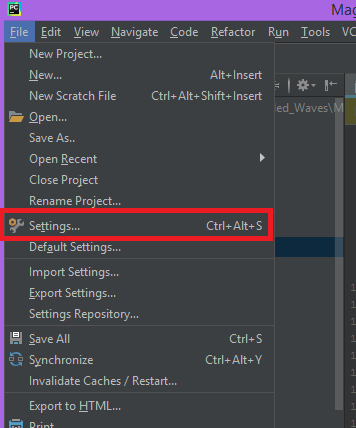 PC
Mag
File Edit View Navigate Code Refactor Run Tools VC
New Project...
New... Alt+Insert
New Scratch File Ctrl+Alt+Shift+Insert
Open...
Save As..
Open Recent
Close Project
Rename Project...
Settings... Ctrl+Alt+S
Default Settings...
Import Settings...
Export Settings...
Settings Repository...
Save All Ctrl+S
Synchronize Ctrl+Alt+Y
Invalidate Caches / Restart...
Export to HTML...
Print
led_Waves\M